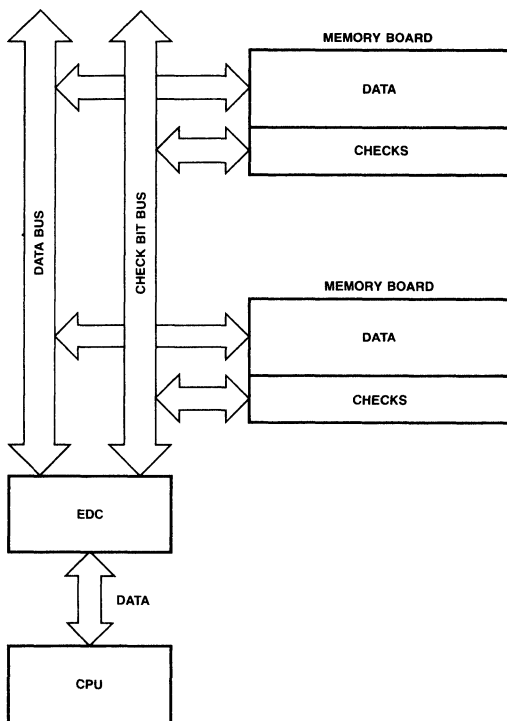 MEMORY BOARD
DATA
CHECKS
DATA BUS
CHECK BIT BUS
MEMORY BOARD
DATA
CHECKS
EDC
DATA
CPU